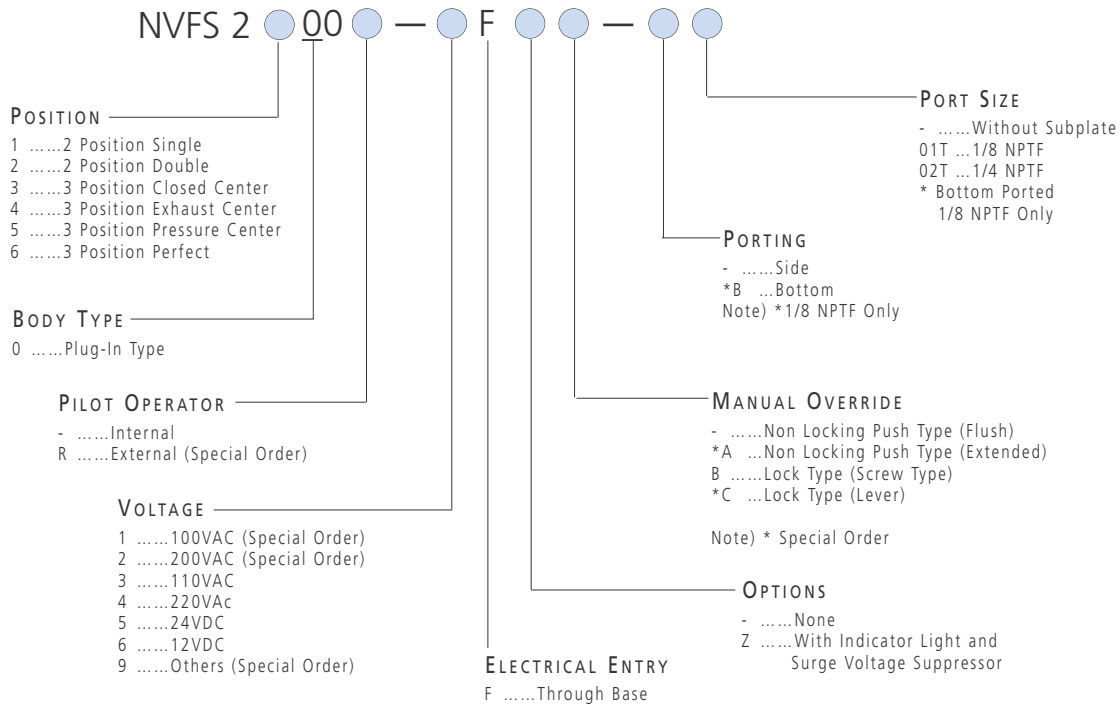 NVFS 2 00 — F —
POSITION
1 ......2 Position Single
2 ......2 Position Double
3 ......3 Position Closed Center
4 ......3 Position Exhaust Center
5 ......3 Position Pressure Center
6 ......3 Position Perfect
BODY TYPE
0 ......Plug-In Type
PILOT OPERATOR
- ......Internal
R ......External (Special Order)
VOLTAGE
1 ......100VAC (Special Order)
2 ......200VAC (Special Order)
3 ......110VAC
4 ......220VAc
5 ......24VDC
6 ......12VDC
9 ......Others (Special Order)
ELECTRICAL ENTRY
F ......Through Base
OPTIONS
- ......None
Z ......With Indicator Light and
Surge Voltage Suppressor
MANUAL OVERRIDE
- ......Non Locking Push Type (Flush)
*A ...Non Locking Push Type (Extended)
B ......Lock Type (Screw Type)
*C ...Lock Type (Lever)
Note) * Special Order
PORTING
- ......Side
*B ...Bottom
Note) *1/8 NPTF Only
PORT SIZE
- ......Without Subplate
01T ...1/8 NPTF
02T ...1/4 NPTF
* Bottom Ported
1/8 NPTF Only